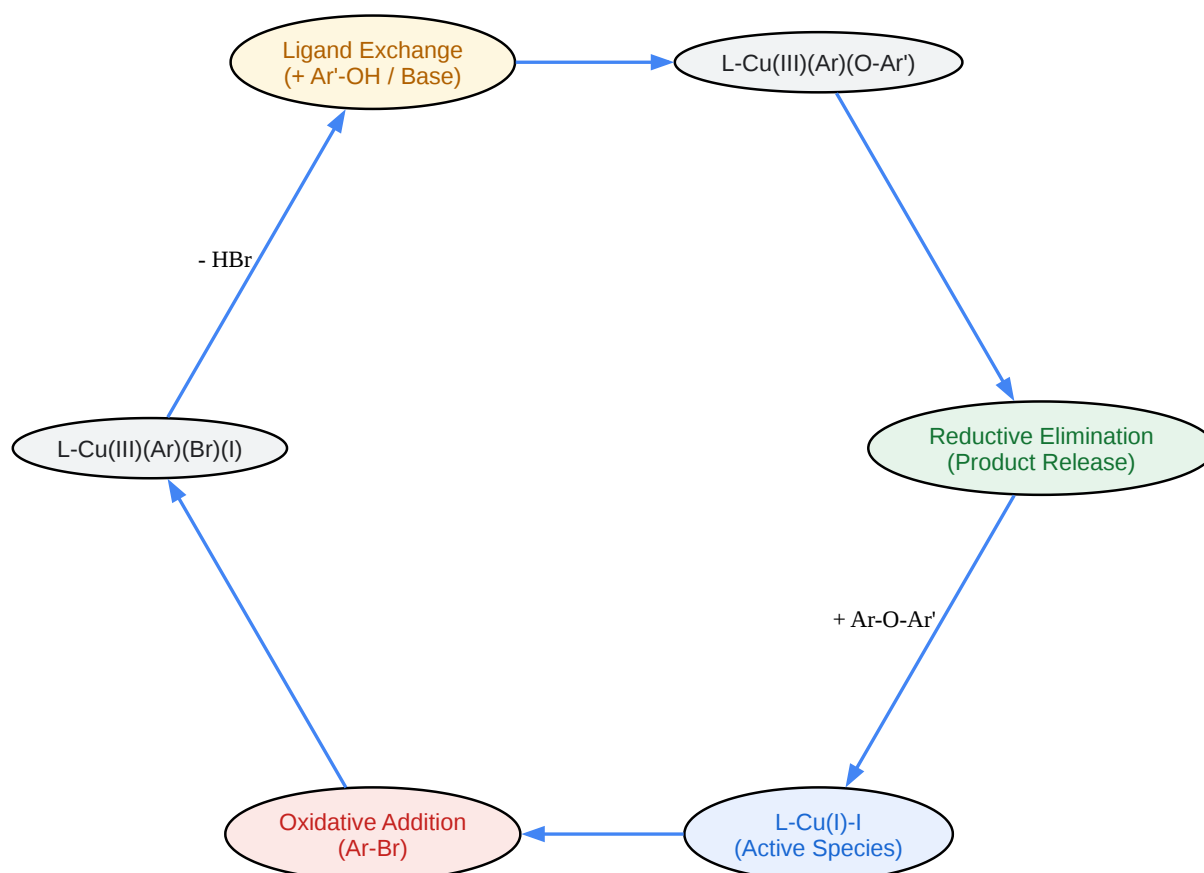 Ligand Exchange
(+ Ar'-OH / Base)
L-Cu(III)(Ar)(O-Ar')
- HBr
L-Cu(III)(Ar)(Br)(I)
Reductive Elimination
(Product Release)
+ Ar-O-Ar'
Oxidative Addition
(Ar-Br)
L-Cu(I)-I
(Active Species)